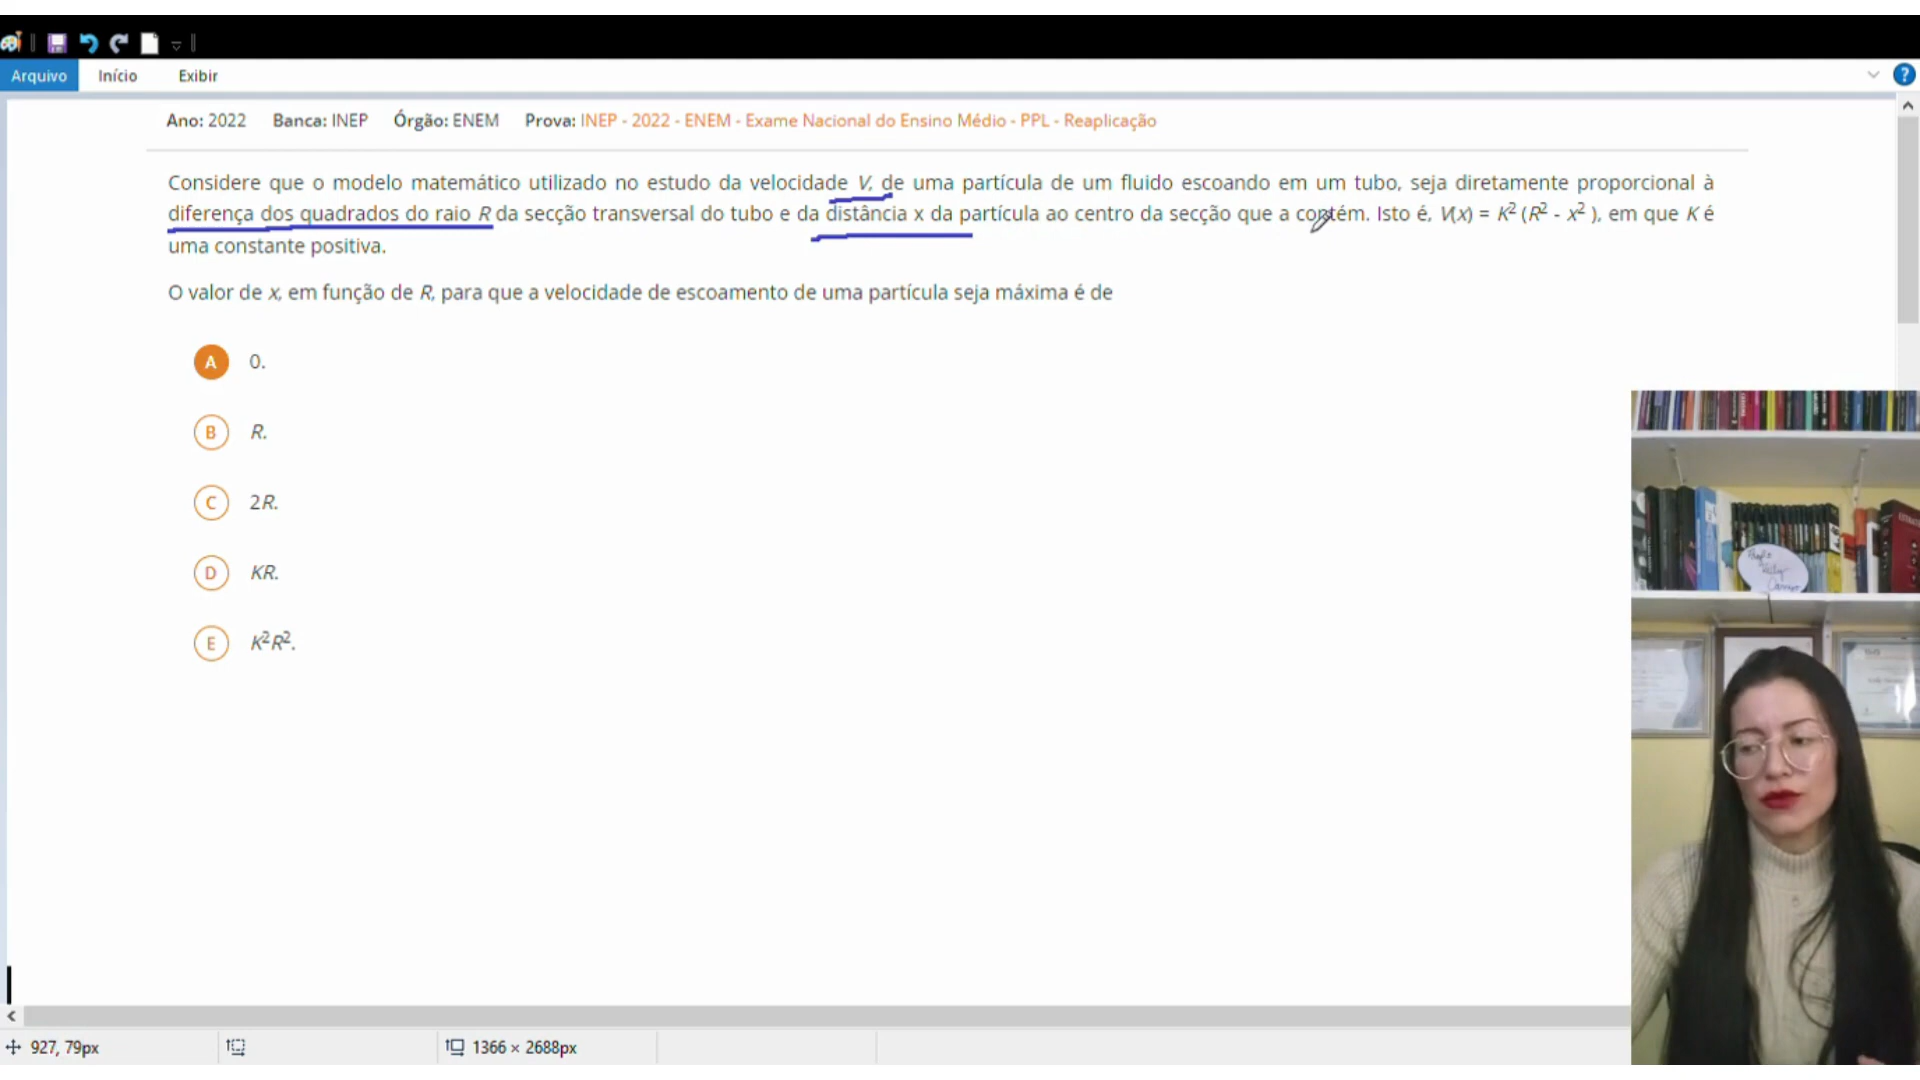 Arquivo Início Exibir
Ano: 2022 Banca: INEP Órgão: ENEM Prova: INEP - 2022 - ENEM - Exame Nacional do Ensino Médio - PPL - Reaplicação
Considere que o modelo matemático utilizado no estudo da velocidade V, de uma partícula de um fluido escoando em um tubo, seja diretamente proporcional à
diferença dos quadrados do raio R da secção transversal do tubo e da distância x da partícula ao centro da secção que a contém. Isto é, V(x) = K² (R² - x² ), em que K é
uma constante positiva.
O valor de x, em função de R, para que a velocidade de escoamento de uma partícula seja máxima é de
A 0.
B R.
C 2R.
D KR.
E K²R².
927, 79px
1366 × 2688px